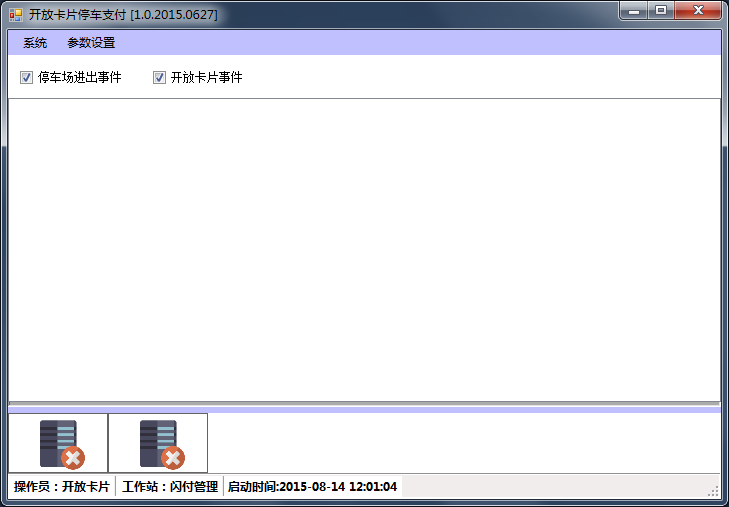 开放卡片停车支付 [1.0.2015.0627]
系统 参数设置
停车场进出事件 开放卡片事件
操作员：开放卡片 工作站：闪付管理 启动时间:2015-08-14 12:01:04